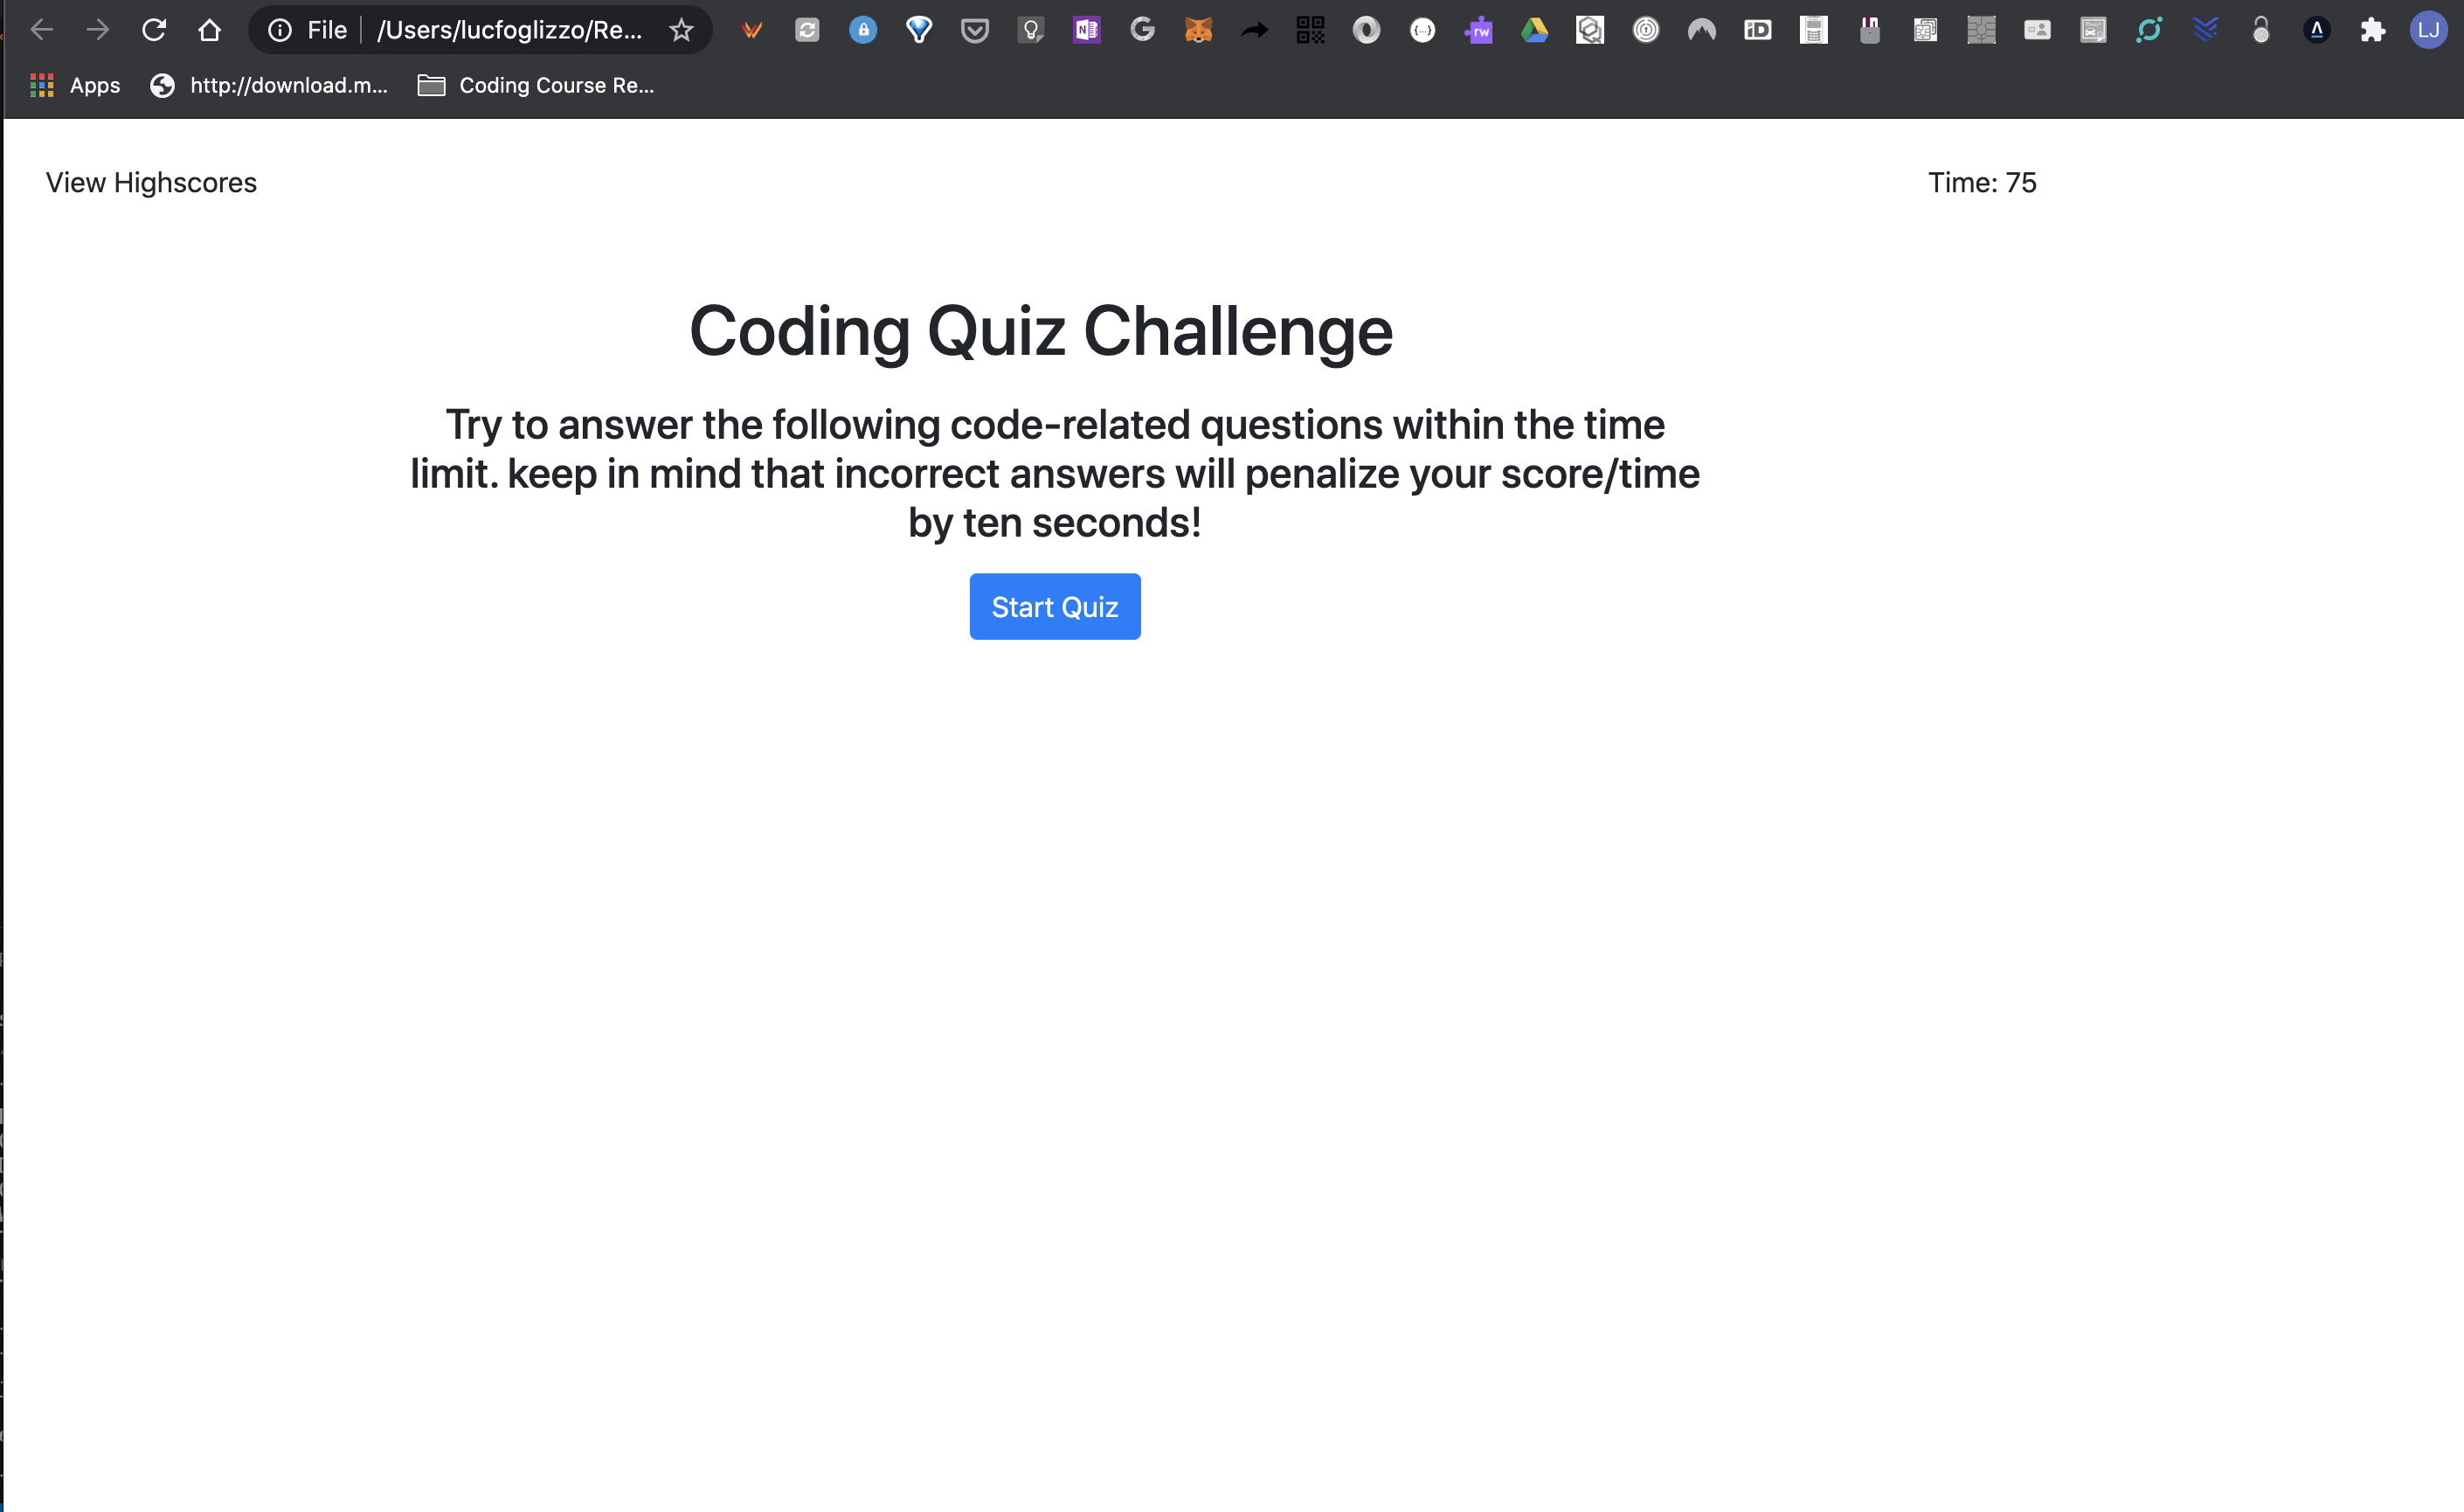 File /Users/lucfoglizzo/Re...
rw
iD
LJ
Apps http://download.m... Coding Course Re...
View Highscores Time: 75
Coding Quiz Challenge
Try to answer the following code-related questions within the time
limit. keep in mind that incorrect answers will penalize your score/time
by ten seconds!
Start Quiz